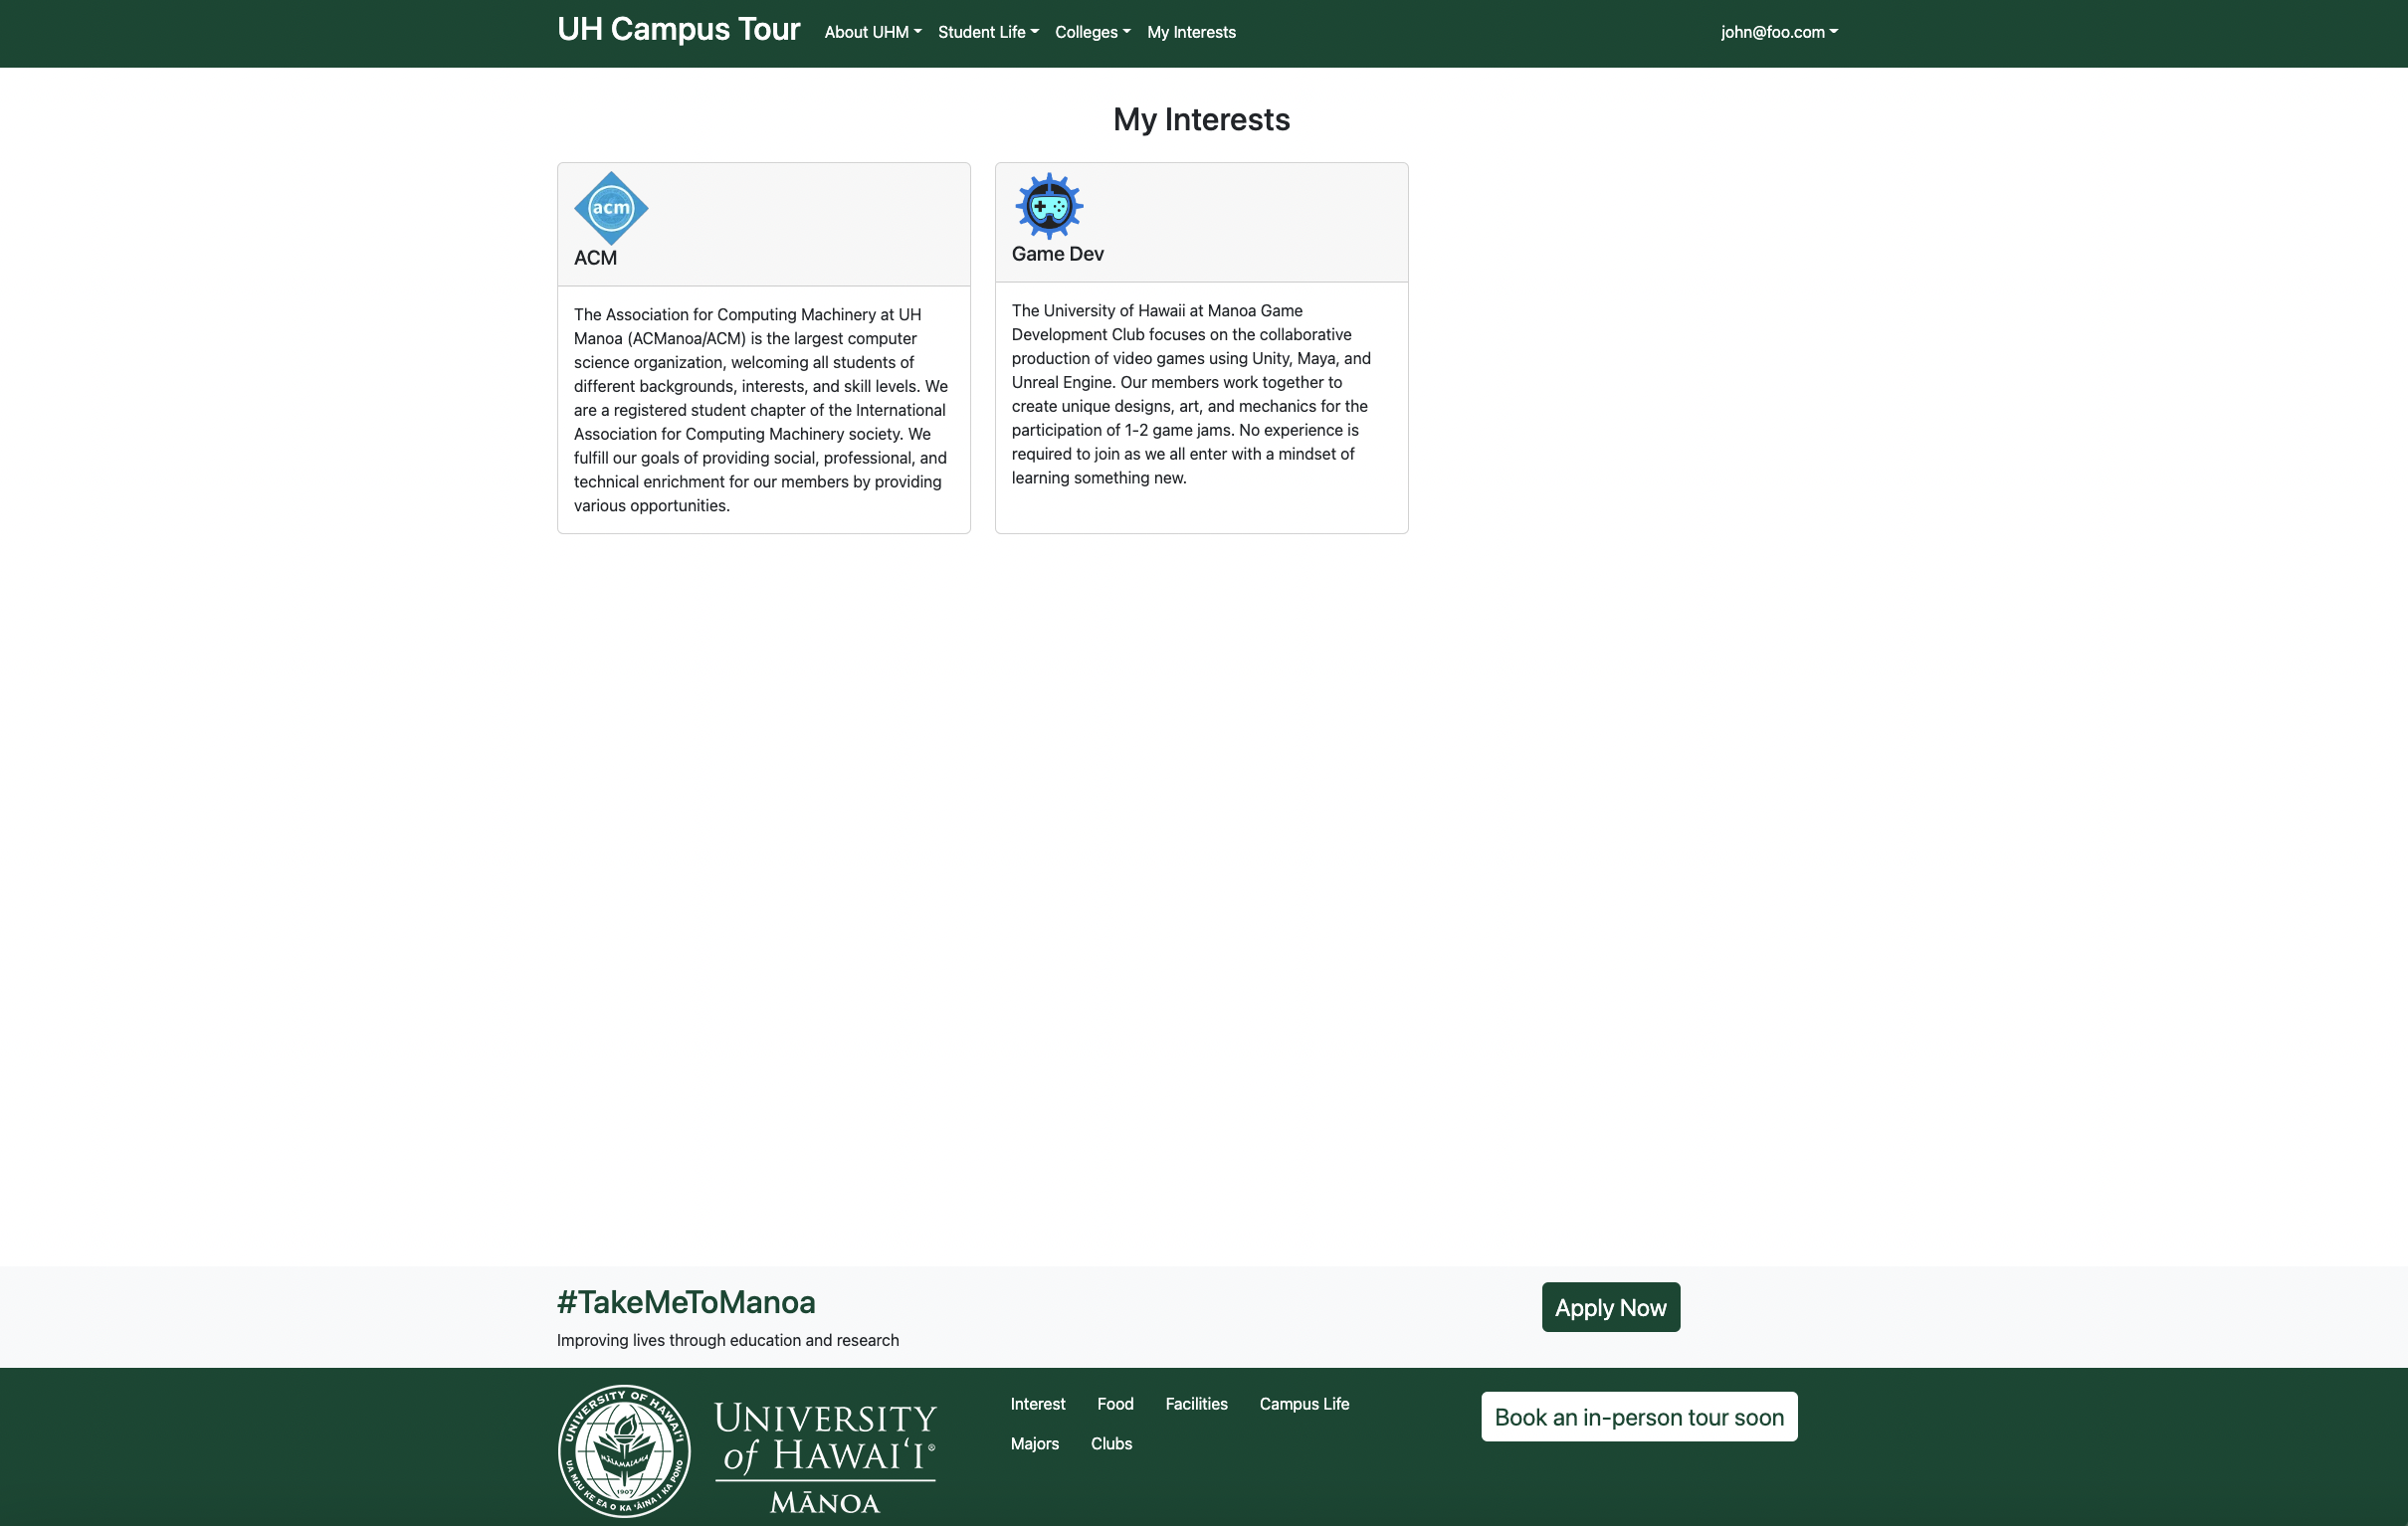 UH Campus Tour About UHM Student Life Colleges My Interests john@foo.com
My Interests
acm
ACM
The Association for Computing Machinery at UH
Manoa (ACManoa/ACM) is the largest computer
science organization, welcoming all students of
different backgrounds, interests, and skill levels. We
are a registered student chapter of the International
Association for Computing Machinery society. We
fulfill our goals of providing social, professional, and
technical enrichment for our members by providing
various opportunities.
Game Dev
The University of Hawaii at Manoa Game
Development Club focuses on the collaborative
production of video games using Unity, Maya, and
Unreal Engine. Our members work together to
create unique designs, art, and mechanics for the
participation of 1-2 game jams. No experience is
required to join as we all enter with a mindset of
learning something new.
#TakeMeToManoa
Improving lives through education and research
Apply Now
UNIVERSITY OF HAWAIʻI
MĀLAMALAMA
1907
UA MAU KE EA O KA ʻĀINA I KA PONO
UNIVERSITY
of HAWAIʻI®
MĀNOA
Interest Food Facilities Campus Life
Majors Clubs
Book an in-person tour soon